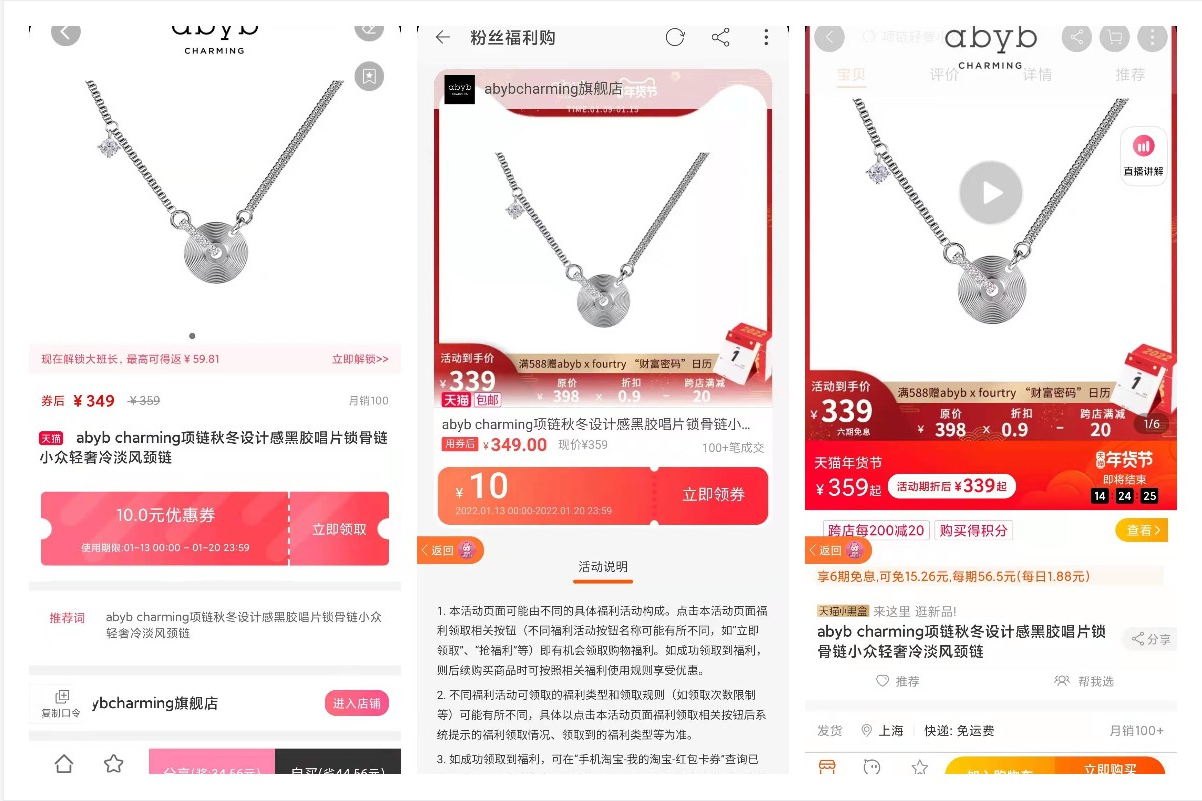 abyb
CHARMING
现在解锁大班长，最高可得返￥59.81
立即解锁>>
券后 ￥349 ￥359
月销100
天猫 abyb charming项链秋冬设计感黑胶唱片锁骨链
小众轻奢冷淡风颈链
10.0元优惠券
使用期限:01-13 00:00 - 01-20 23:59
立即领取
推荐词
abyb charming项链秋冬设计感黑胶唱片锁骨链小众
轻奢冷淡风颈链
复制口令
ybcharming旗舰店
进入店铺
分享(奖:34.56元)
自买(省44.56元)
粉丝福利购
abyb
CHARMING
abybcharming旗舰店
年货节
TIME:01.09-01.13
活动到手价
￥339
满588赠abyb x fourtry “财富密码”日历
原价 折扣 跨店满减
￥ 398 x 0.9 - 20
2022
1
天猫 包邮
abyb charming项链秋冬设计感黑胶唱片锁骨链小...
用券后 ￥349.00 现价￥359
100+笔成交
￥10
2022.01.13 00:00-2022.01.20 23:59
立即领券
返回
活动说明
1. 本活动页面可能由不同的具体福利活动构成。点击本活动页面福
利领取相关按钮（不同福利活动按钮名称可能有所不同，如“立即
领取”、“抢福利”等）即有机会领取购物福利。如成功领取到福利，
则后续购买商品时可按照相关福利使用规则享受优惠。
2. 不同福利活动可领取的福利类型和领取规则（如领取次数限制
等）可能有所不同，具体以点击本活动页面福利领取相关按钮后系
统提示的福利领取情况、领取到的福利类型等为准。
3. 如成功领取到福利，可在“手机淘宝-我的淘宝-红包卡券”查询已
abyb
CHARMING
宝贝 评价 详情 推荐
直播讲解
活动到手价
￥339
六期免息
满588赠abyb x fourtry “财富密码”日历
原价 折扣 跨店满减
￥ 398 x 0.9 - 20
2022
1
1/6
天猫年货节
￥359起
活动期折后￥339起
天猫年货节
即将结束
14 : 24 : 25
跨店每200减20 购买得积分
查看>
返回
享6期免息,可免15.26元,每期56.5元(每日1.88元)
天猫小黑盒 来这里 逛新品!
abyb charming项链秋冬设计感黑胶唱片锁
骨链小众轻奢冷淡风颈链
分享
推荐
帮我选
发货 上海 快递: 免运费
月销100+
加入购物车
立即购买